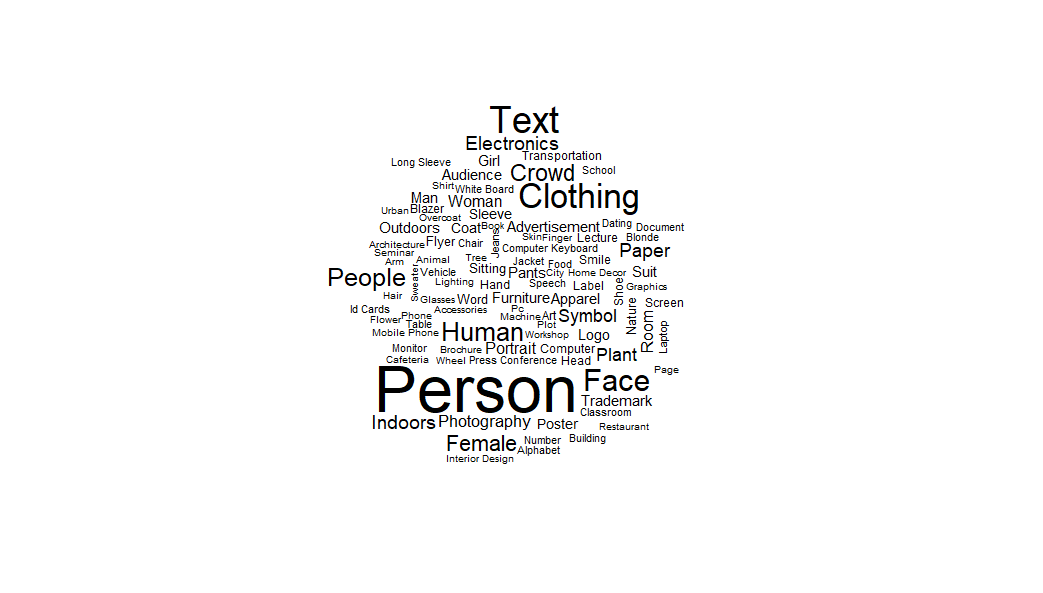 Text
Electronics
Long Sleeve Girl Transportation
Audience Crowd School
Shirt White Board Clothing
Man Woman
Urban Blazer Sleeve
Overcoat
Outdoors Coat Book Advertisement Dating Document
Architecture Flyer Chair Jeans Skin Finger Lecture Blonde
Seminar Computer Keyboard Paper
Arm Animal Tree Jacket Food Smile
People Sweater Vehicle Sitting Pants City Home Decor Suit
Lighting Hand Speech Label Shoe Graphics
Hair Glasses Word Furniture Apparel Nature Screen
Id Cards Accessories Pc
Flower Phone Machine Art Symbol Room Laptop
Table Human Plot
Mobile Phone Workshop Logo
Monitor Brochure Portrait Computer Plant
Cafeteria Wheel Press Conference Head
Person Face Page
Trademark
Indoors Photography Poster Classroom
Restaurant
Female Number Building
Alphabet
Interior Design